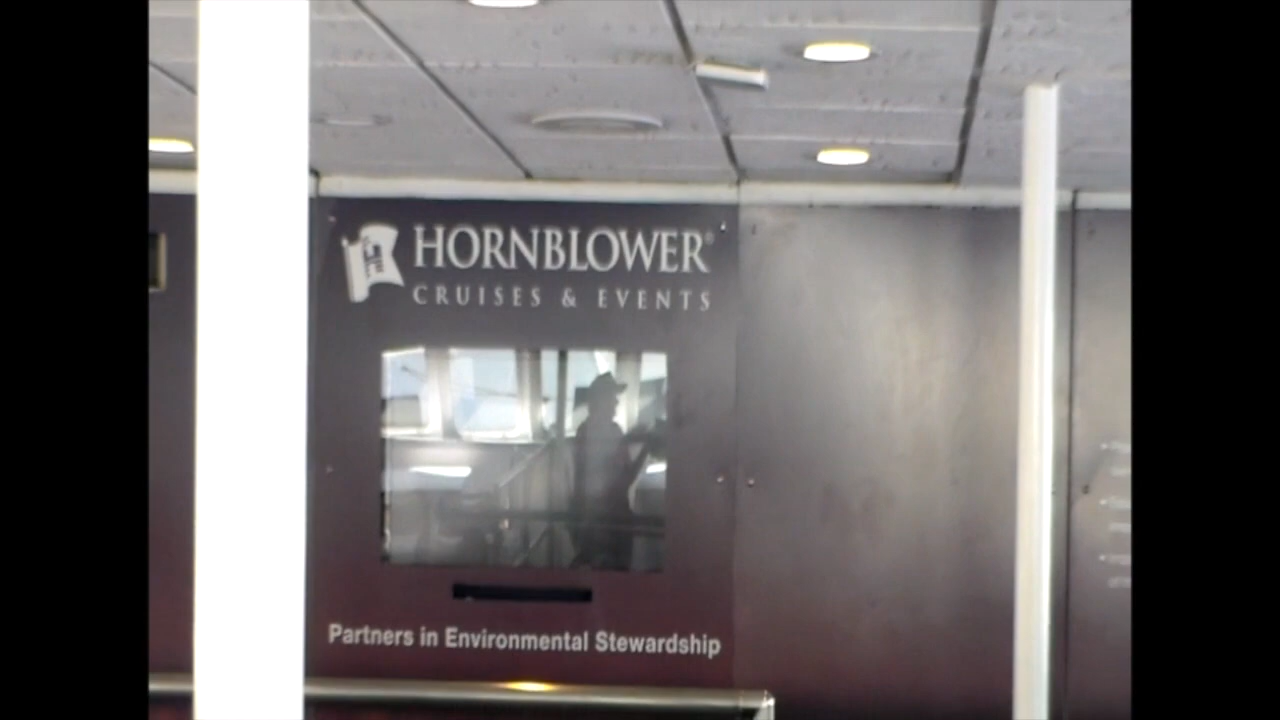 HORNBLOWER®
CRUISES & EVENTS
Partners in Environmental Stewardship